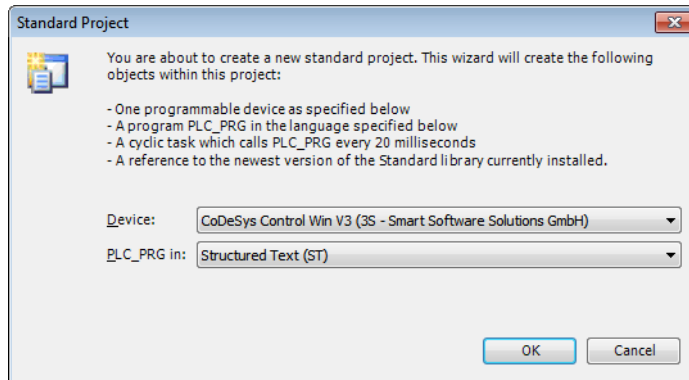 Standard Project
You are about to create a new standard project. This wizard will create the following
objects within this project:
- One programmable device as specified below
- A program PLC_PRG in the language specified below
- A cyclic task which calls PLC_PRG every 20 milliseconds
- A reference to the newest version of the Standard library currently installed.
Device: CoDeSys Control Win V3 (3S - Smart Software Solutions GmbH)
PLC_PRG in: Structured Text (ST)
OK Cancel